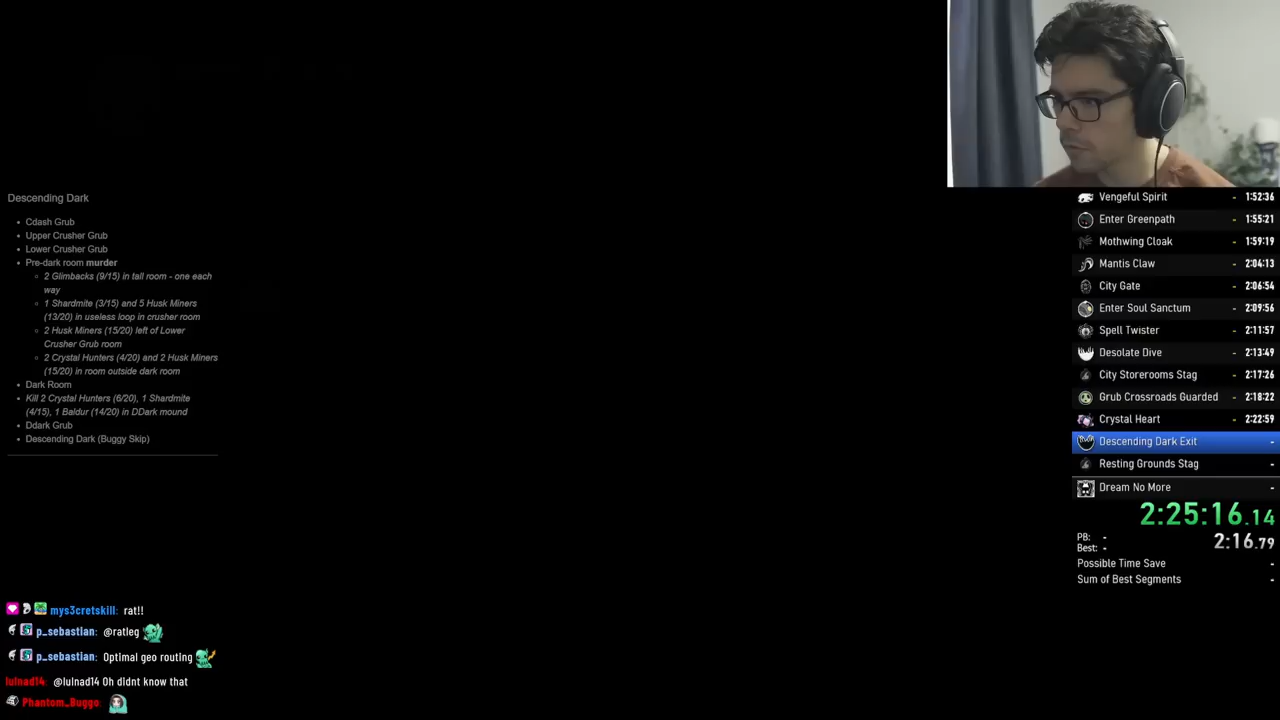 Descending Dark
• Cdash Grub
• Upper Crusher Grub
• Lower Crusher Grub
• Pre-dark room murder
2 Glimbacks (9/15) in tall room - one each
way
1 Shardmite (3/15) and 5 Husk Miners
(13/20) in useless loop in crusher room
2 Husk Miners (15/20) left of Lower
Crusher Grub room
2 Crystal Hunters (4/20) and 2 Husk Miners
(15/20) in room outside dark room
• Dark Room
• Kill 2 Crystal Hunters (6/20), 1 Shardmite
(4/15), 1 Baldur (14/20) in DDark mound
• Ddark Grub
• Descending Dark (Buggy Skip)
mys3cretskill: rat!!
p_sebastian: @ratleg
p_sebastian: Optimal geo routing
lulnad14: @lulnad14 Oh didnt know that
Phantom_Buggo:
Vengeful Spirit - 1:52:36
Enter Greenpath - 1:55:21
Mothwing Cloak - 1:59:19
Mantis Claw - 2:04:13
City Gate - 2:06:54
Enter Soul Sanctum - 2:09:56
Spell Twister - 2:11:57
Desolate Dive - 2:13:49
City Storerooms Stag - 2:17:26
Grub Crossroads Guarded - 2:18:22
Crystal Heart - 2:22:59
Descending Dark Exit -
Resting Grounds Stag -
Dream No More -
2:25:16.14
PB: - 2:16.79
Best: -
Possible Time Save -
Sum of Best Segments -